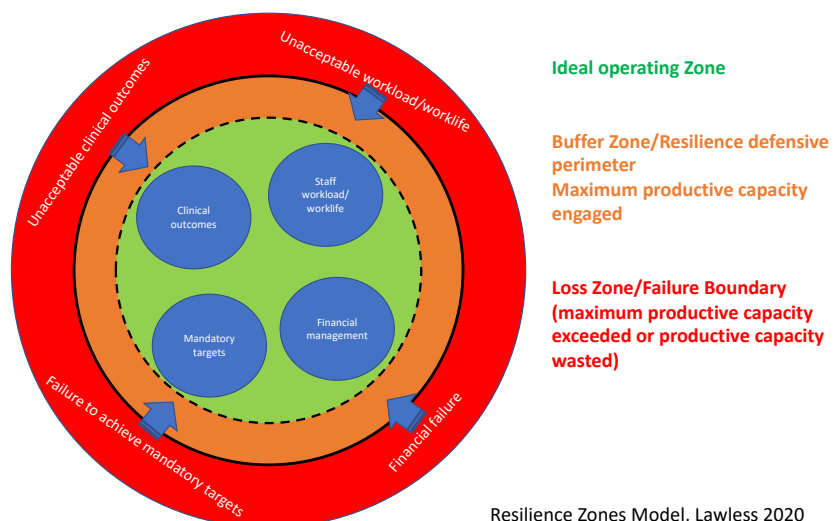 Unacceptable clinical outcomes
Unacceptable workload/worklife
Clinical
outcomes
Staff
workload/
worklife
Mandatory
targets
Financial
management
Failure to achieve mandatory targets
Financial failure
Ideal operating Zone
Buffer Zone/Resilience defensive
perimeter
Maximum productive capacity
engaged
Loss Zone/Failure Boundary
(maximum productive capacity
exceeded or productive capacity
wasted)
Resilience Zones Model. Lawless 2020